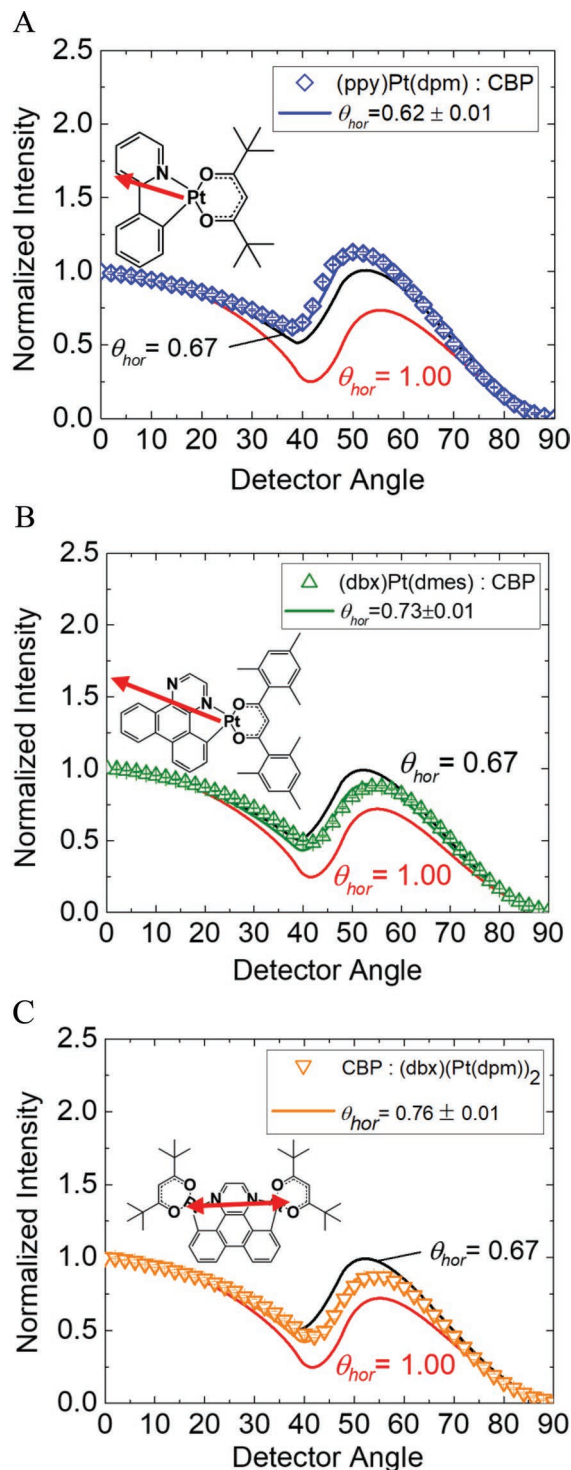 A
2.5
2.0
1.5
1.0
0.5
0.0
Normalized Intensity
(ppy)Pt(dpm) : CBP
θhor=0.62 ± 0.01
N
O
Pt
O
θhor= 0.67
θhor= 1.00
0 10 20 30 40 50 60 70 80 90
Detector Angle
B
2.5
2.0
1.5
1.0
0.5
0.0
Normalized Intensity
(dbx)Pt(dmes) : CBP
θhor=0.73±0.01
N
N
O
Pt
O
θhor= 0.67
θhor= 1.00
0 10 20 30 40 50 60 70 80 90
Detector Angle
C
2.5
2.0
1.5
1.0
0.5
0.0
Normalized Intensity
CBP : (dbx)(Pt(dpm))2
θhor= 0.76 ± 0.01
O N N O
O O
θhor= 0.67
θhor= 1.00
0 10 20 30 40 50 60 70 80 90
Detector Angle